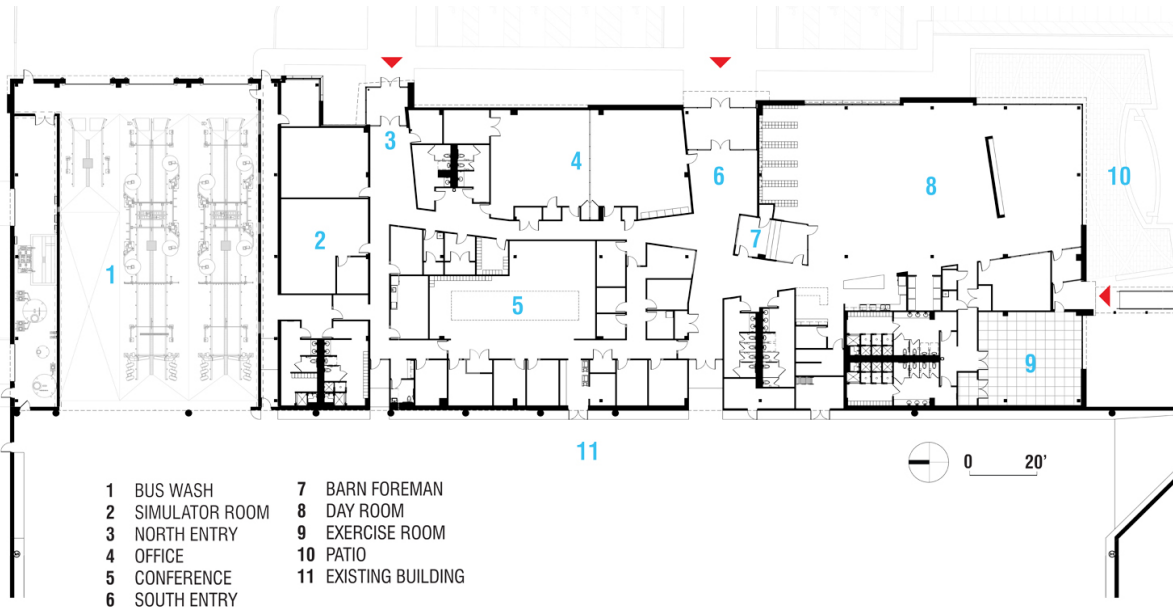 3
4
6
8
10
7
2
1
5
9
11
0 20'
1 BUS WASH
2 SIMULATOR ROOM
3 NORTH ENTRY
4 OFFICE
5 CONFERENCE
6 SOUTH ENTRY
7 BARN FOREMAN
8 DAY ROOM
9 EXERCISE ROOM
10 PATIO
11 EXISTING BUILDING